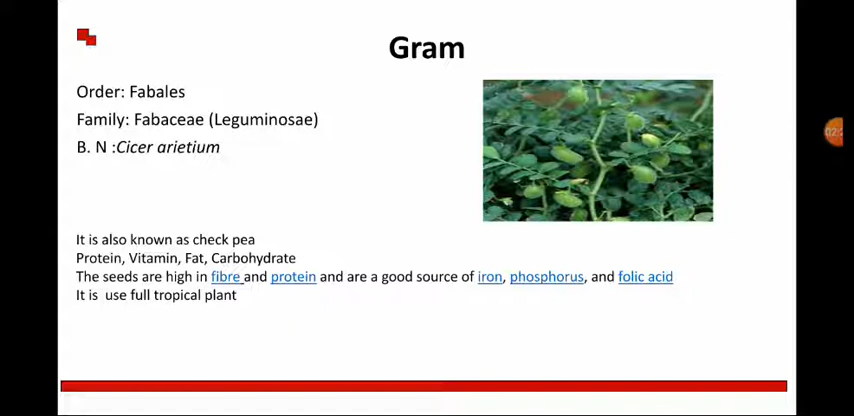 Gram
Order: Fabales
Family: Fabaceae (Leguminosae)
B. N :Cicer arietium
It is also known as check pea
Protein, Vitamin, Fat, Carbohydrate
The seeds are high in fibre and protein and are a good source of iron, phosphorus, and folic acid
It is use full tropical plant